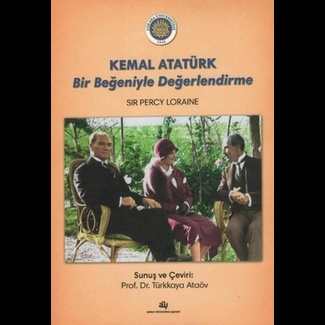 KEMAL ATATÜRK
Bir Beğeniyle Değerlendirme
SIR PERCY LORAINE
Sunuş ve Çeviri:
Prof. Dr. Türkkaya Ataöv